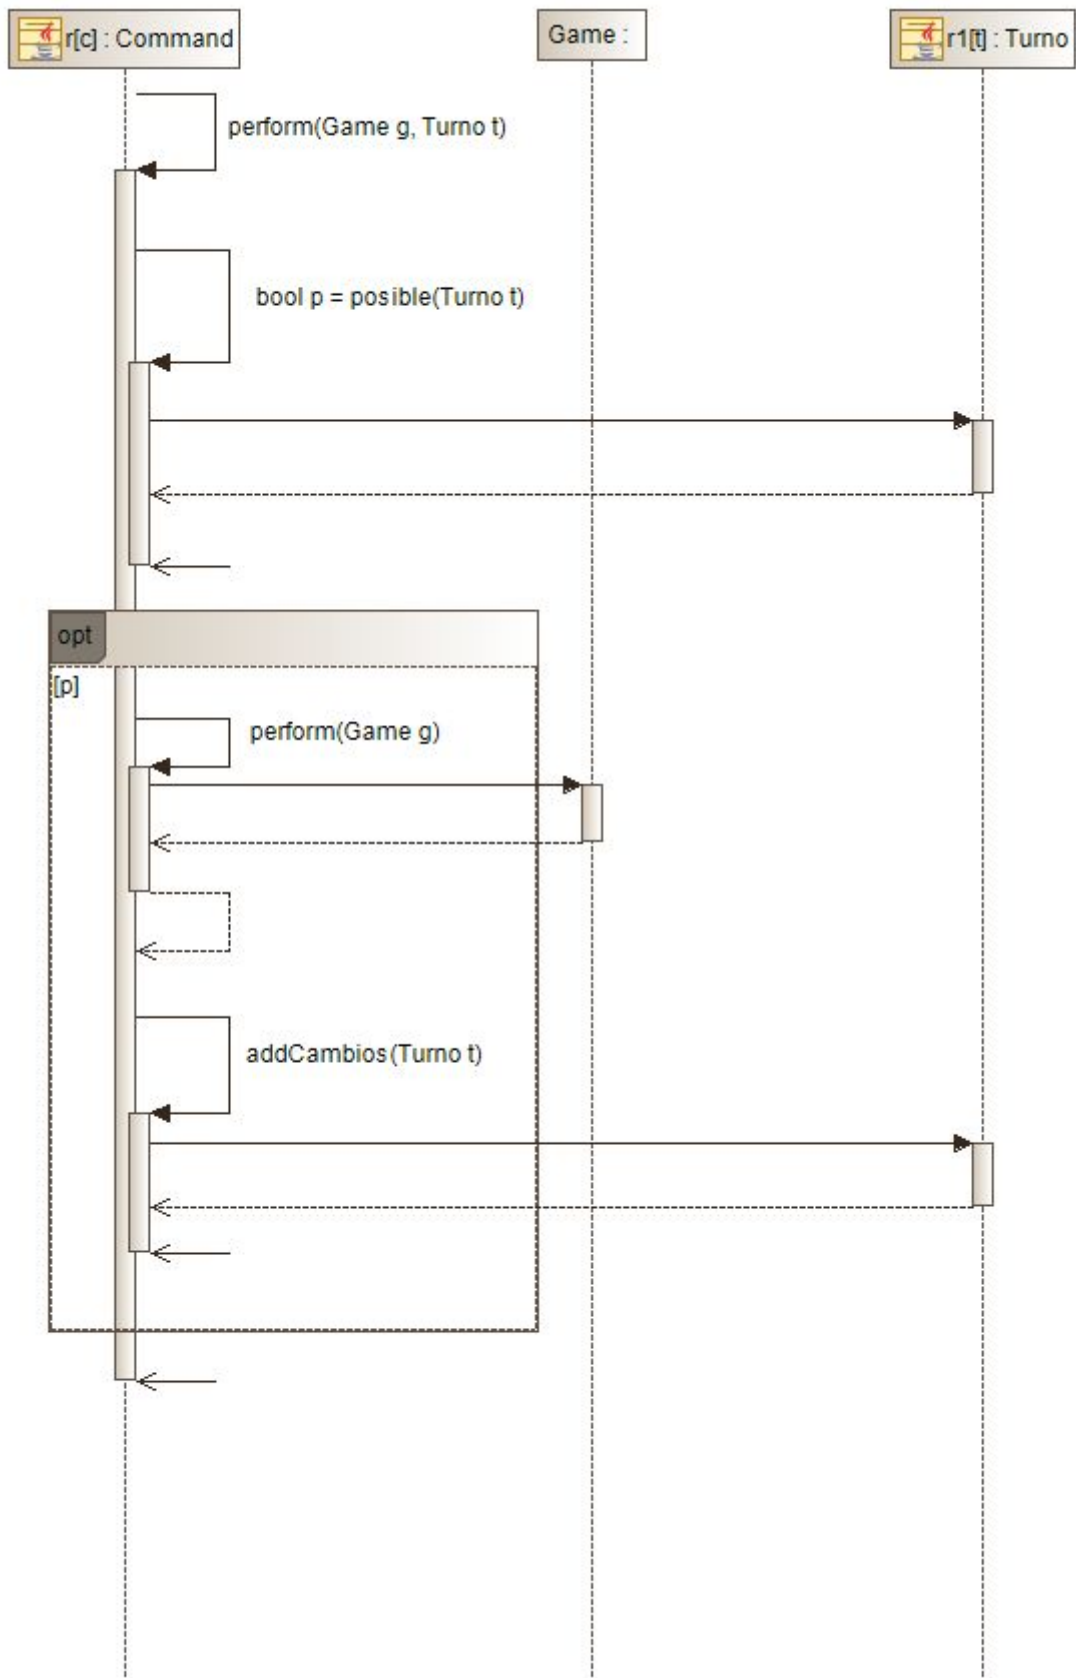 r[c] : Command
Game :
r1[t] : Turno
perform(Game g, Turno t)
bool p = posible(Turno t)
opt
[p]
perform(Game g)
addCambios(Turno t)